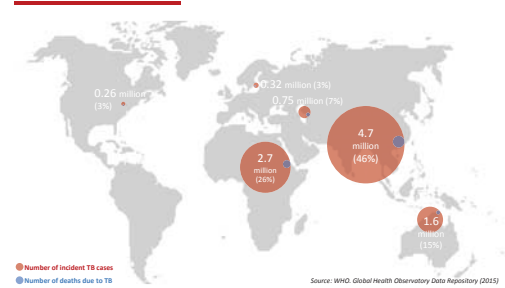 0.32 million (3%)
0.26 million
(3%)
0.75 million (7%)
4.7
million
(46%)
2.7
million
(26%)
1.6
million
(15%)
Number of incident TB cases
Number of deaths due to TB
Source: WHO. Global Health Observatory Data Repository (2015)